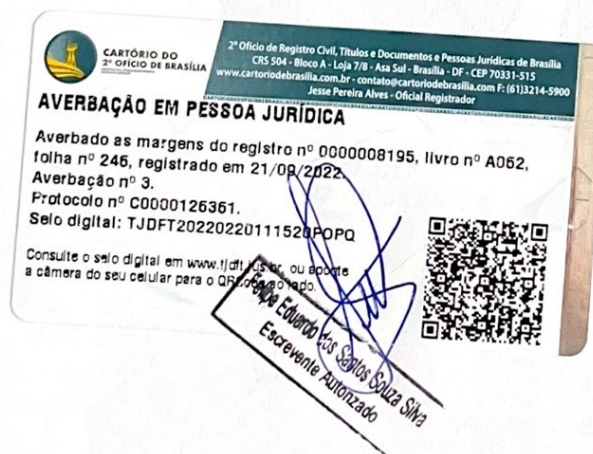 CARTÓRIO DO
2º OFÍCIO DE BRASÍLIA
2º Ofício de Registro Civil, Títulos e Documentos e Pessoas Jurídicas de Brasília
CRS 504 - Bloco A - Loja 7/8 - Asa Sul - Brasília - DF - CEP 70331-515
www.cartoriodebrasilia.com.br - contato@cartoriodebrasilia.com F: (61)3214-5900
Jesse Pereira Alves - Oficial Registrador
AVERBAÇÃO EM PESSOA JURÍDICA
Averbado as margens do registro nº 0000008195, livro nº A062,
folha nº 246, registrado em 21/09/2022.
Averbação nº 3.
Protocolo nº C0000126361.
Selo digital: TJDFT20220220111520POPQ
Consulte o selo digital em www.tjdft.jus.br, ou aponte
a câmera do seu celular para o QRCode ao lado.
Felipe Eduardo dos Santos Souza Silva
Escrevente Autorizado